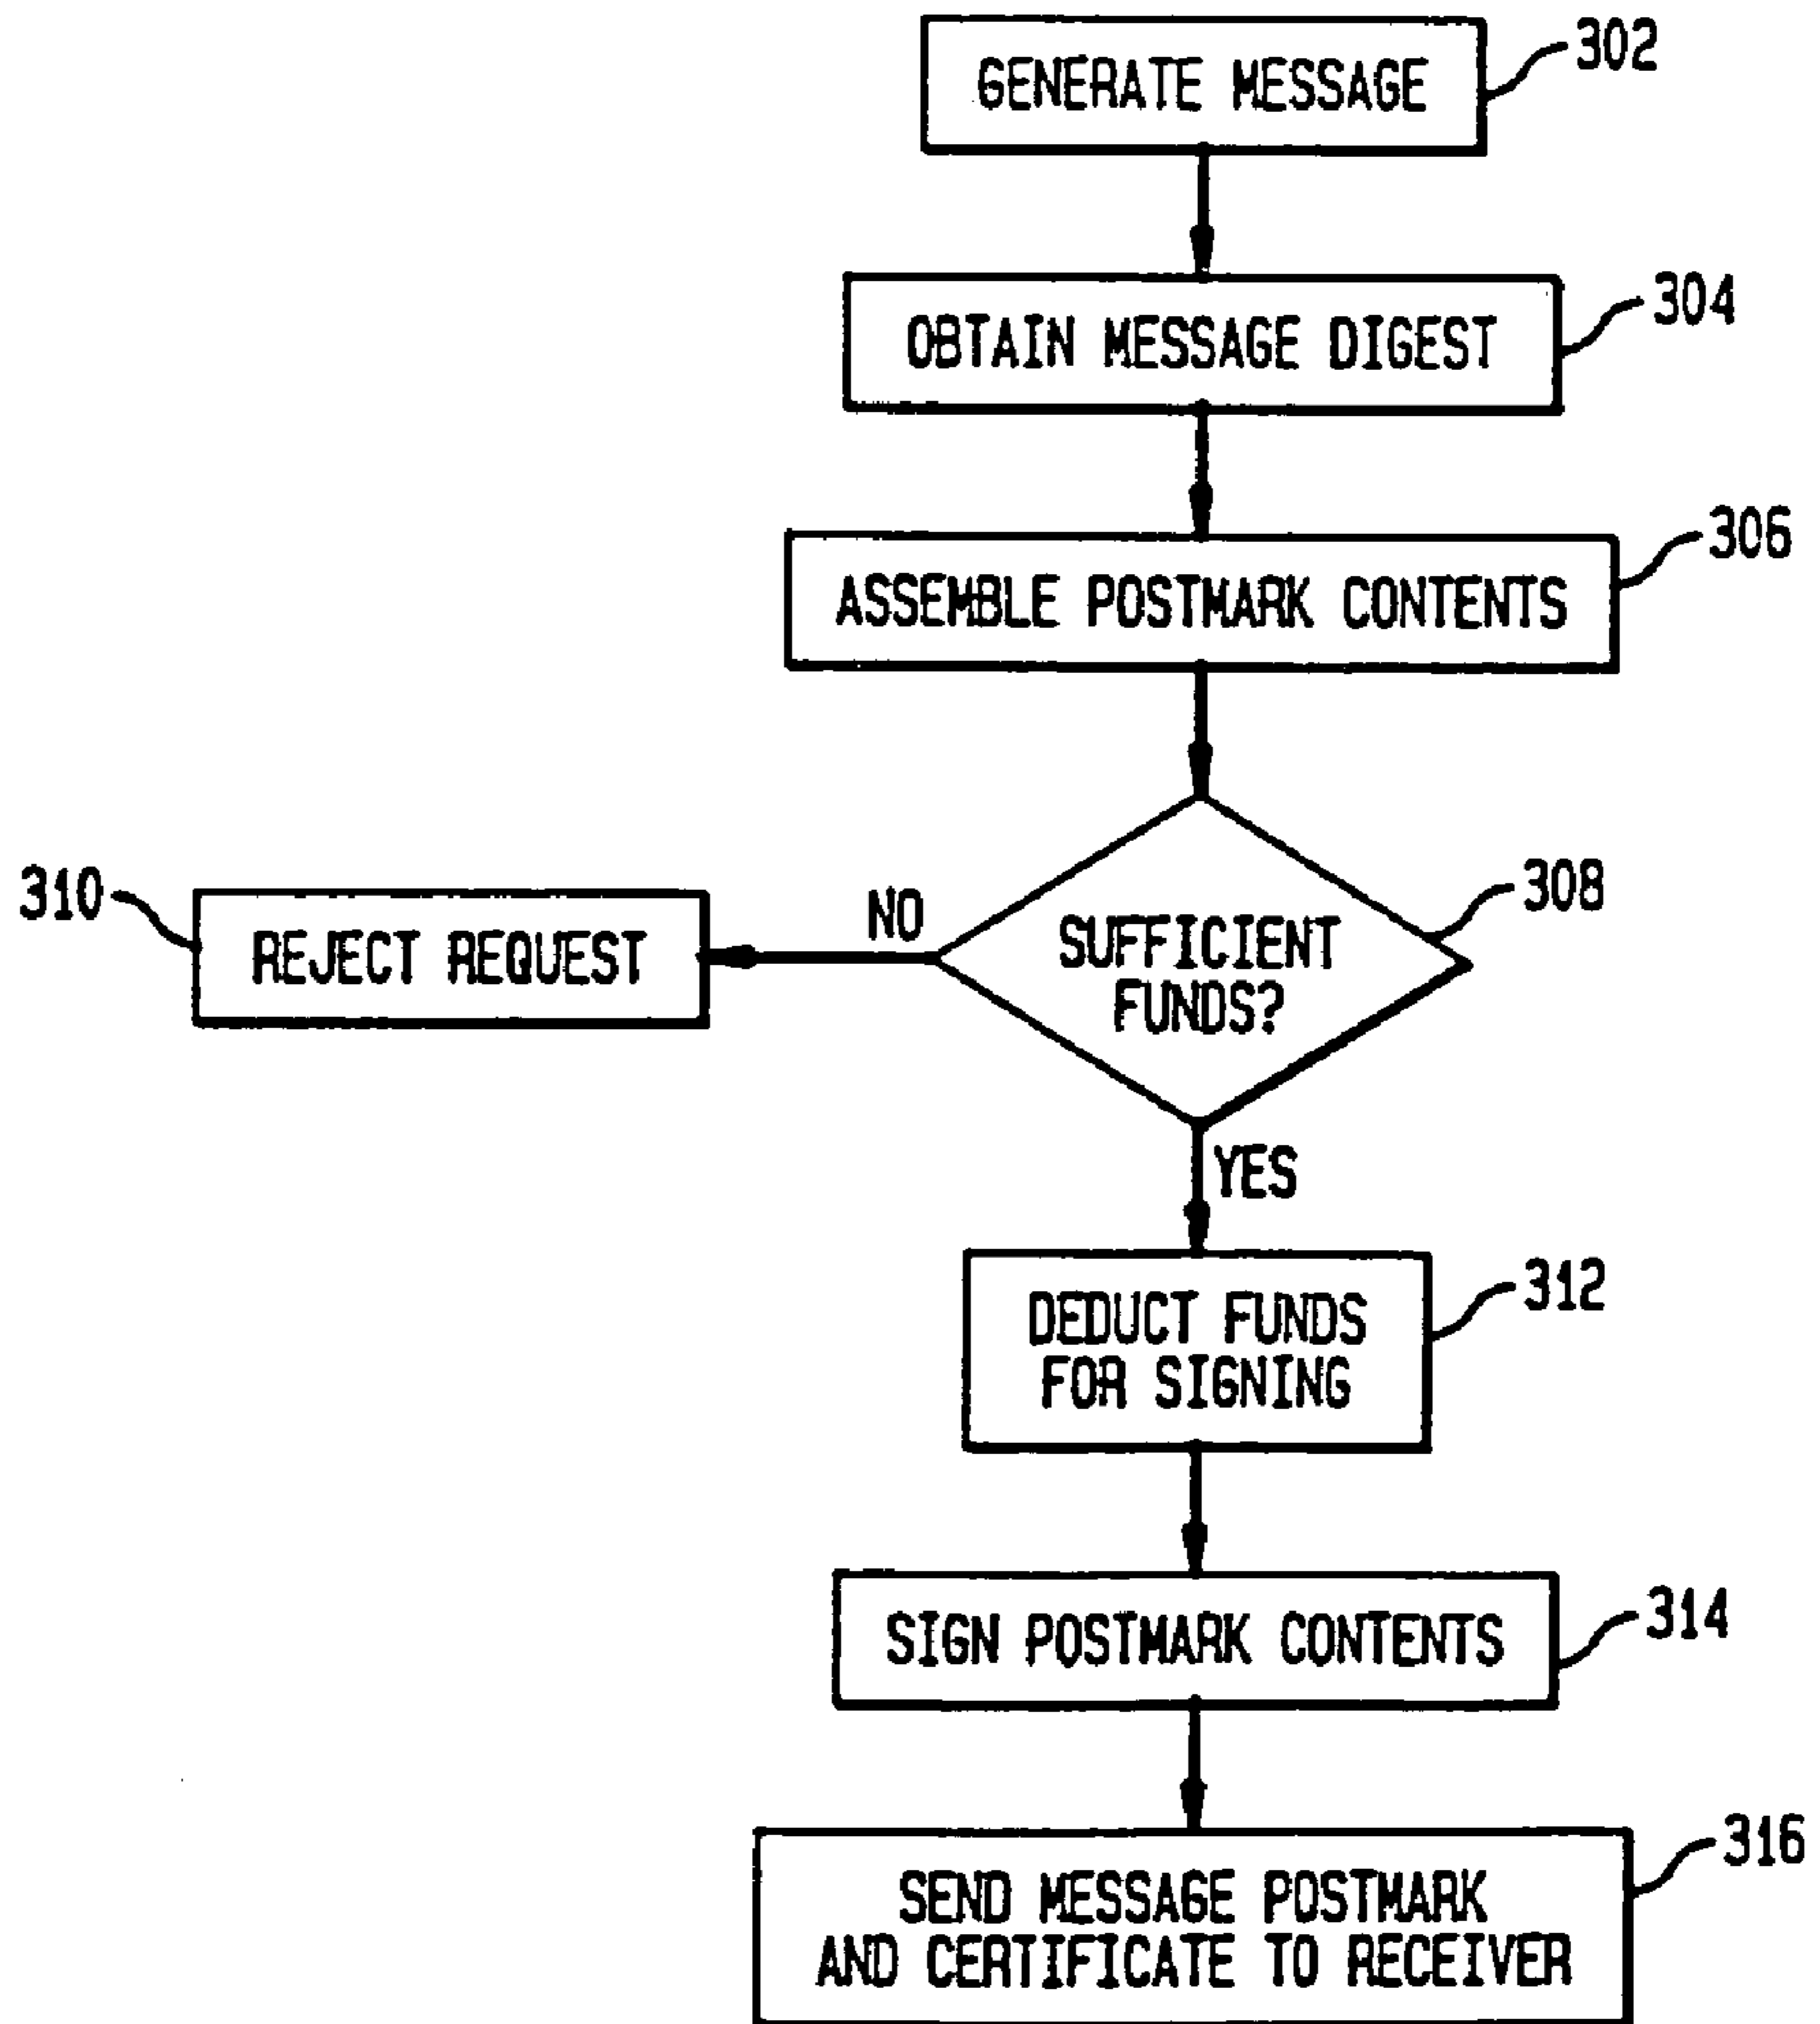 GENERATE MESSAGE
302
OBTAIN MESSAGE DIGEST
304
ASSEMBLE POSTMARK CONTENTS
306
SUFFICIENT
FUNDS?
308
NO
REJECT REQUEST
310
YES
DEDUCT FUNDS
FOR SIGNING
312
SIGN POSTMARK CONTENTS
314
SEND MESSAGE POSTMARK
AND CERTIFICATE TO RECEIVER
316